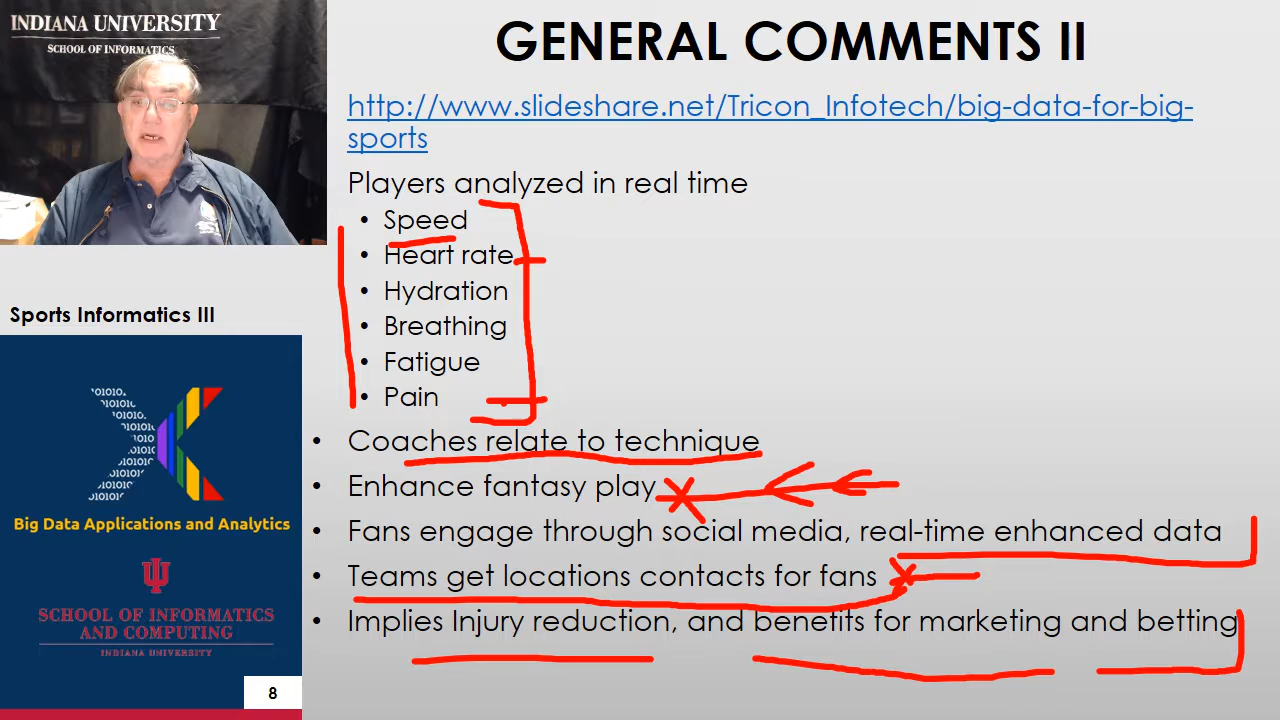 INDIANA UNIVERSITY
SCHOOL OF INFORMATICS
GENERAL COMMENTS II
http://www.slideshare.net/Tricon_Infotech/big-data-for-big-
sports
Players analyzed in real time
• Speed
• Heart rate
• Hydration
• Breathing
• Fatigue
• Pain
• Coaches relate to technique
• Enhance fantasy play
• Fans engage through social media, real-time enhanced data
• Teams get locations contacts for fans
• Implies Injury reduction, and benefits for marketing and betting
Sports Informatics III
Big Data Applications and Analytics
SCHOOL OF INFORMATICS
AND COMPUTING
INDIANA UNIVERSITY
8